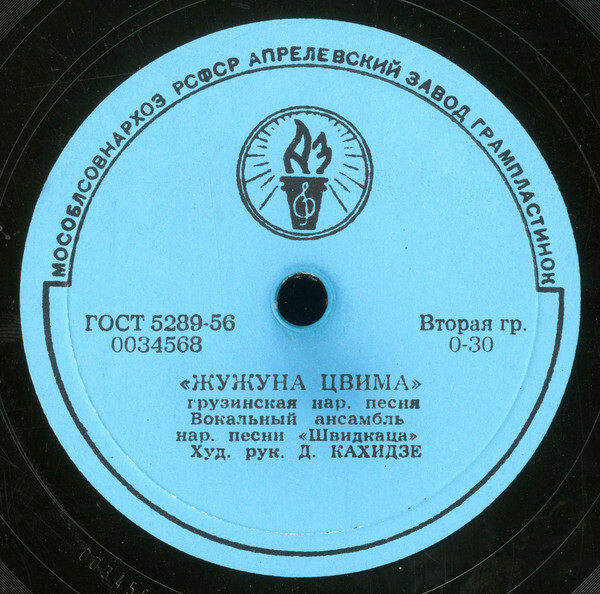 МОСОБЛСОВНАРХОЗ РСФСР АПРЕЛЕВСКИЙ ЗАВОД ГРАМПЛАСТИНОК
АЗ
ГОСТ 5289-56
0034568
Вторая гр.
0-30
«ЖУЖУНА ЦВИМА»
грузинская нар. песня
Вокальный ансамбль
нар. песни «Швидкаца»
Худ. рук. Д. КАХИДЗЕ